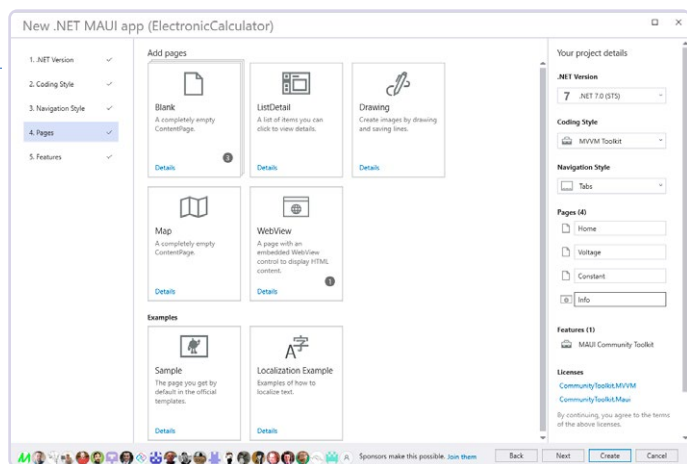 New .NET MAUI app (ElectronicCalculator)
1. .NET Version
2. Coding Style
3. Navigation Style
4. Pages
5. Features
Add pages
Blank
A completely empty
ContentPage.
3
Details
ListDetail
A list of items you can
click to view details.
Details
Drawing
Create images by drawing
and saving lines.
Details
Map
A completely empty
ContentPage.
Details
WebView
A page with an
embedded WebView
control to display HTML
content.
1
Details
Examples
Sample
The page you get by
default in the official
templates.
Details
A字
Localization Example
Examples of how to
localize text.
Details
Your project details
.NET Version
7 .NET 7.0 (STS)
Coding Style
MVVM Toolkit
Navigation Style
Tabs
Pages (4)
Home
Voltage
Constant
Info
Features (1)
MAUI Community Toolkit
Licenses
CommunityToolkit.MVVM
CommunityToolkit.Maui
By continuing, you agree to the terms
of the above licenses.
Sponsors make this possible. Join them
Back
Next
Create
Cancel